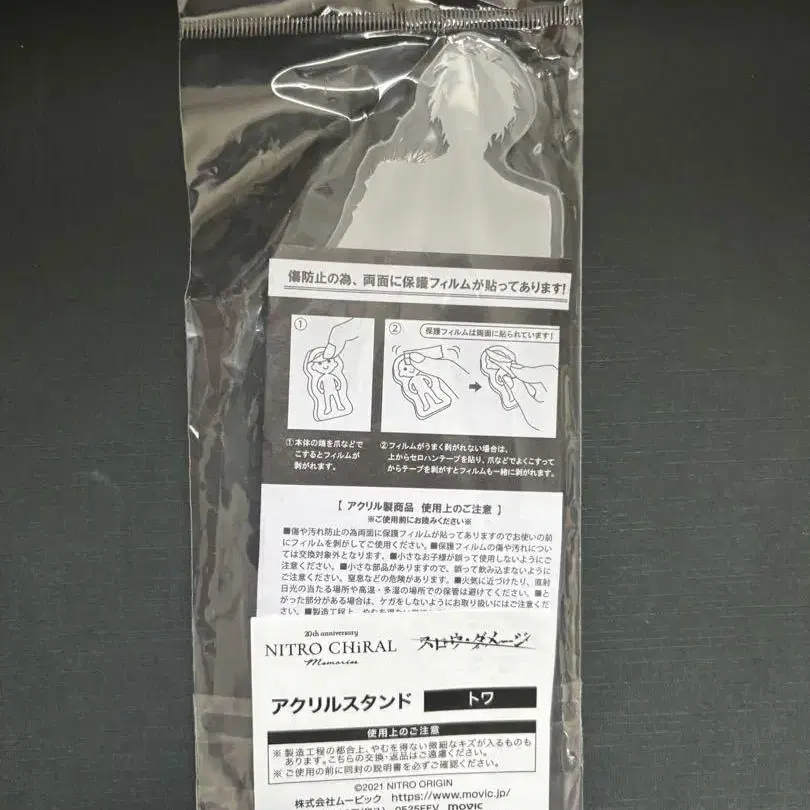 傷防止の為、両面に保護フィルムが貼ってあります!
①
②
保護フィルムは両面に貼られています!
①本体の端を爪などで
こするとフィルムが
剥がれます。
②フィルムがうまく剥がれない場合は、
上からセロハンテープを貼り、爪などでよくこすって
からテープを剥がすとフィルムも一緒に剥がれます。
【 アクリル製商品 使用上のご注意 】
※ご使用前にお読みください※
■傷や汚れ防止の為両面に保護フィルムが貼ってありますのでお使いの前
にフィルムを剥がしてご使用ください。■保護フィルムの傷や汚れについ
ては交換対象外となります。■小さなお子様が誤って使用しないようにご
注意ください。■小さな部品がありますので、誤って飲み込まないように
ご注意ください。窒息などの危険があります。■火気に近づけたり、直射
日光の当たる場所や高温・多湿の場所での保管は避けてください。■と
がった部分がある場合は、ケガをしないようにお取り扱いにはご注意くだ
さい。■製造工程上、やむを得ない
20th anniversary
NITRO CHiRAL
Memories
スロウ・ダメージ
アクリルスタンド
トワ
使用上のご注意
※製造工程の都合上、やむを得ない微細なキズが入るものも
あります。こちらの交換・返品はご遠慮ください。
※ご使用の前に同封の説明書を必ずご確認ください。
©2021 NITRO ORIGIN
株式会社ムービック https://www.movic.jp/
movic